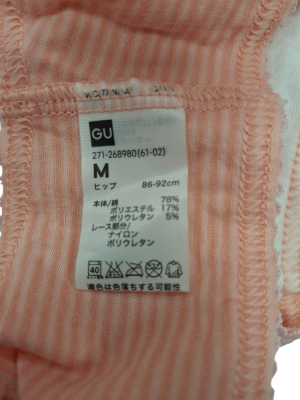 GU
271-268980(61-02)
M
ヒップ 86-92cm
本体/綿 78%
ポリエステル 17%
ポリウレタン 5%
レース部分/
ナイロン
ポリウレタン
40
濃色は色落ちする可能性